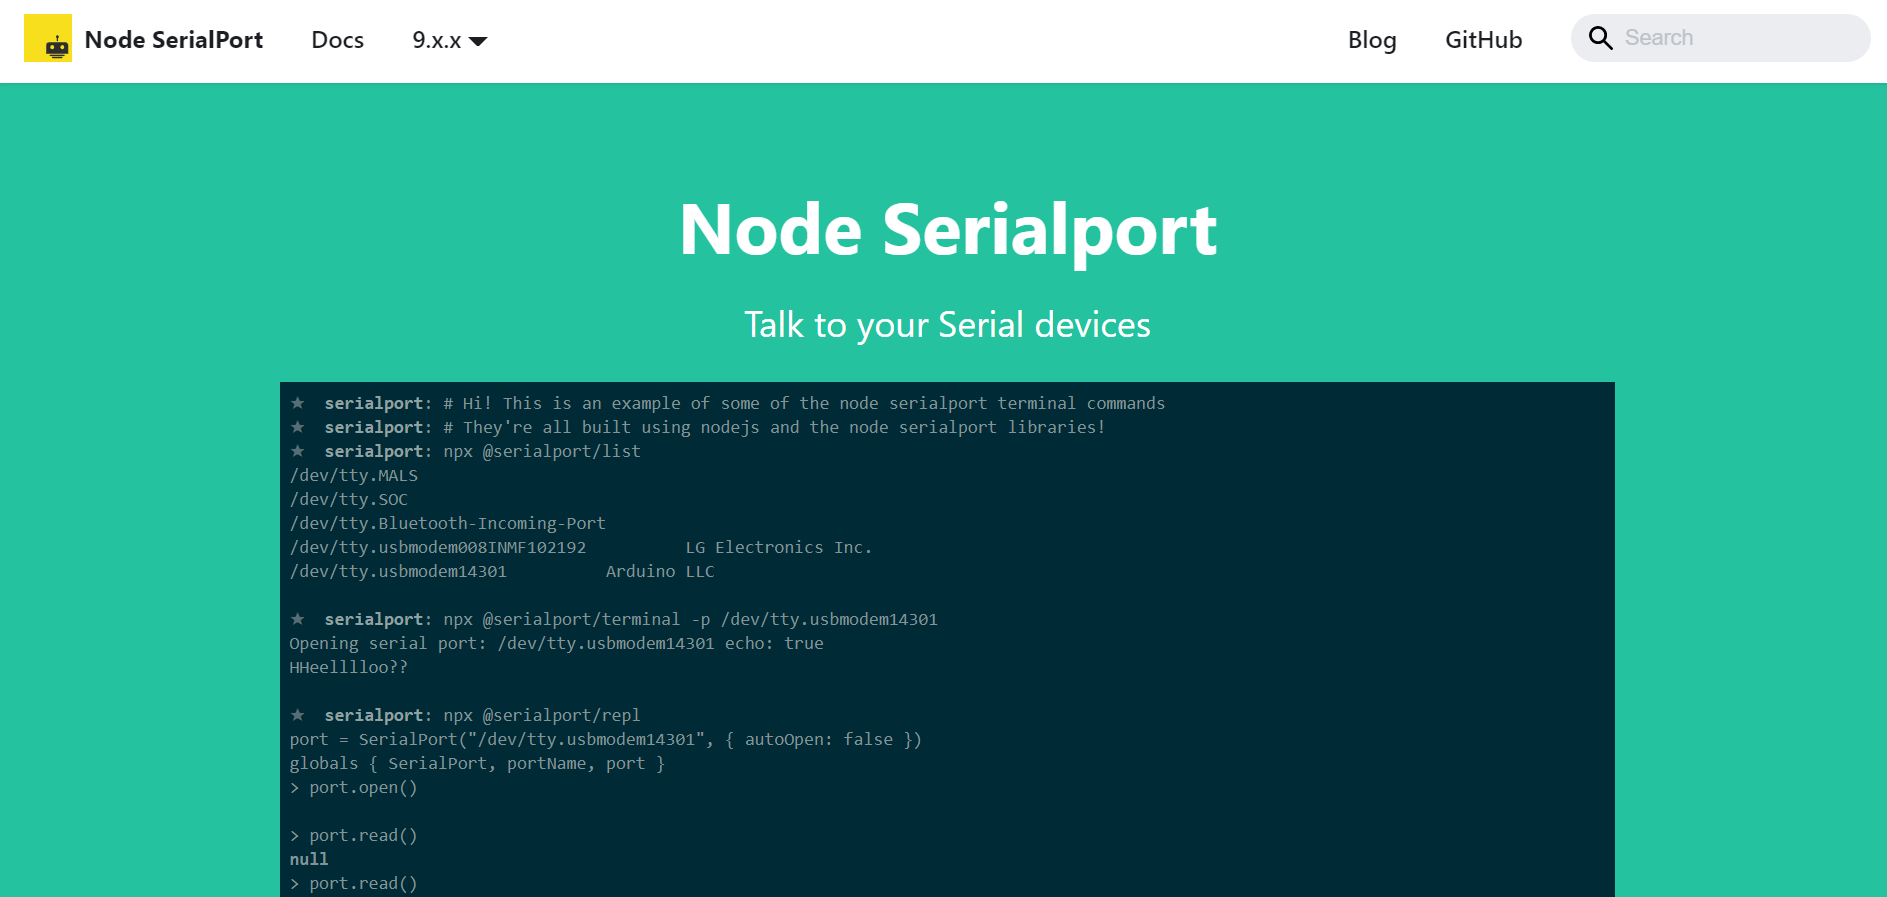 Node SerialPort Docs 9.x.x Blog GitHub Search
Node Serialport
Talk to your Serial devices
★ serialport: # Hi! This is an example of some of the node serialport terminal commands
★ serialport: # They're all built using nodejs and the node serialport libraries!
★ serialport: npx @serialport/list
/dev/tty.MALS
/dev/tty.SOC
/dev/tty.Bluetooth-Incoming-Port
/dev/tty.usbmodem008INMF102192 LG Electronics Inc.
/dev/tty.usbmodem14301 Arduino LLC
★ serialport: npx @serialport/terminal -p /dev/tty.usbmodem14301
Opening serial port: /dev/tty.usbmodem14301 echo: true
HHeelllloo??
★ serialport: npx @serialport/repl
port = SerialPort("/dev/tty.usbmodem14301", { autoOpen: false })
globals { SerialPort, portName, port }
> port.open()
> port.read()
null
> port.read()